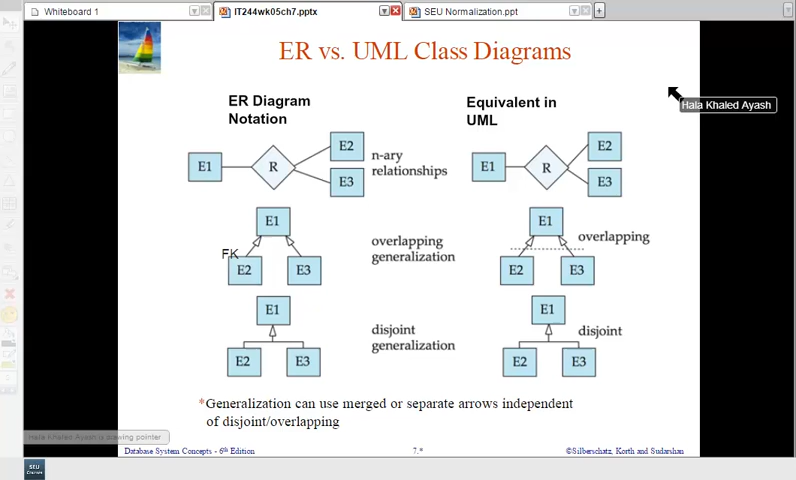 Whiteboard 1
IT244wk05ch7.pptx
SEU Normalization.ppt
ER vs. UML Class Diagrams
Hala Khaled Ayash
ER Diagram
Notation
Equivalent in
UML
E1
R
E2
E3
n-ary
relationships
E1
R
E2
E3
E1
FK
E2
E3
overlapping
generalization
E1
overlapping
E2
E3
E1
E2
E3
disjoint
generalization
E1
disjoint
E2
E3
*Generalization can use merged or separate arrows independent
of disjoint/overlapping
Hala Khaled Ayash is drawing pointer
Database System Concepts - 6th Edition
7.*
©Silberschatz, Korth and Sudarshan
SEU